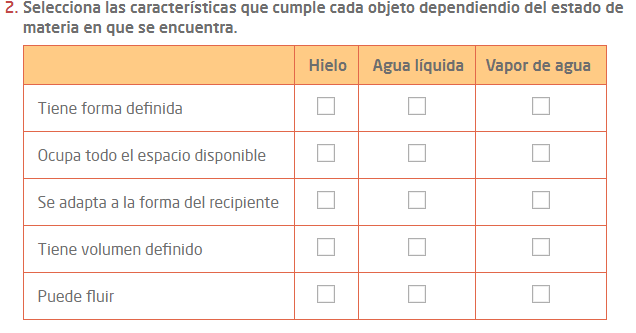 2. Selecciona las características que cumple cada objeto dependiendio del estado de
materia en que se encuentra.
Hielo Agua líquida Vapor de agua
Tiene forma definida
Ocupa todo el espacio disponible
Se adapta a la forma del recipiente
Tiene volumen definido
Puede fluir